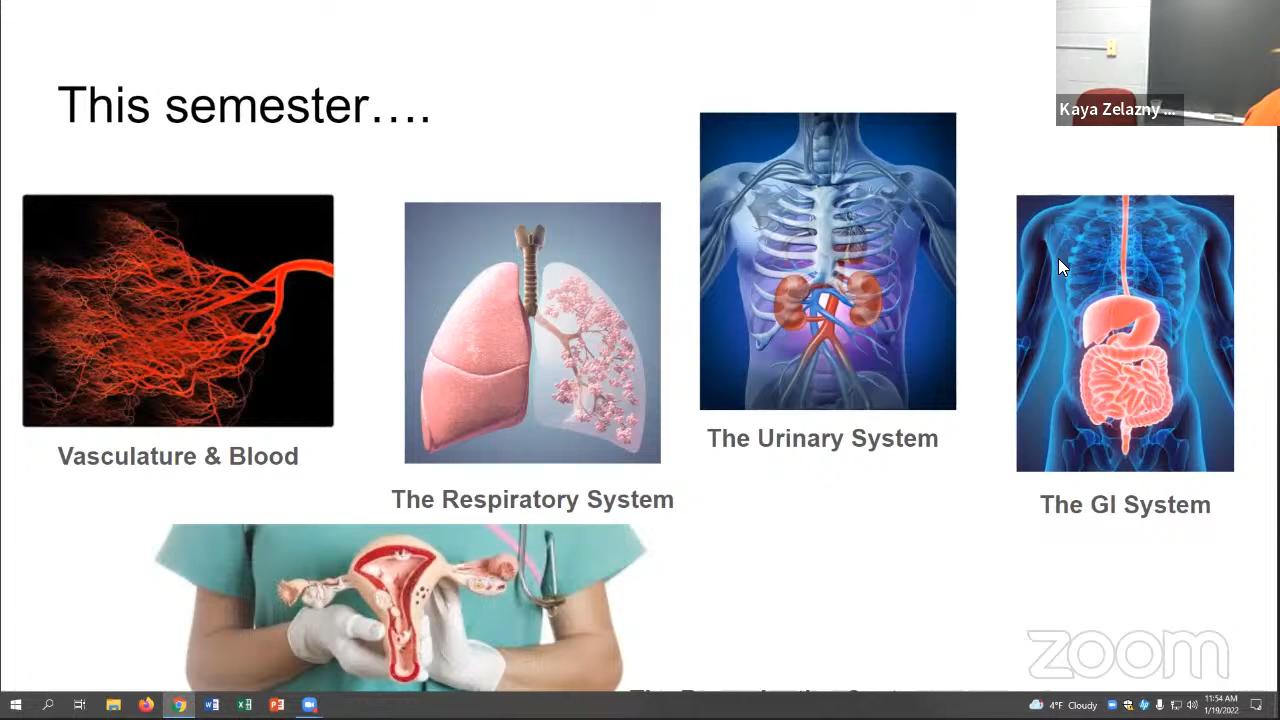 This semester….
Kaya Zelazny ...
Vasculature & Blood
The Respiratory System
The Urinary System
The GI System
zoom
4°F Cloudy
11:54 AM
1/19/2022